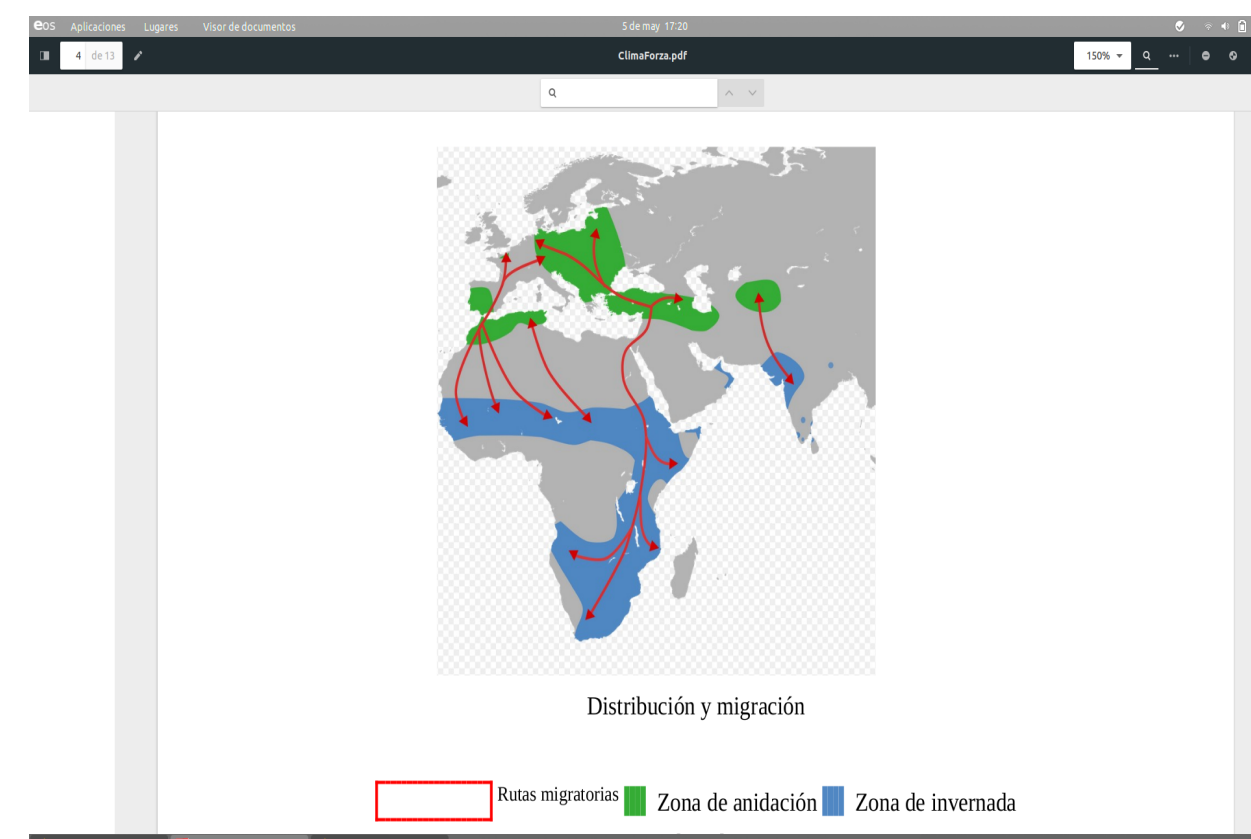 eos Aplicaciones Lugares Visor de documentos 5 de may 17:20
4 de 13 ClimaForza.pdf 150%
Distribución y migración
Rutas migratorias Zona de anidación Zona de invernada